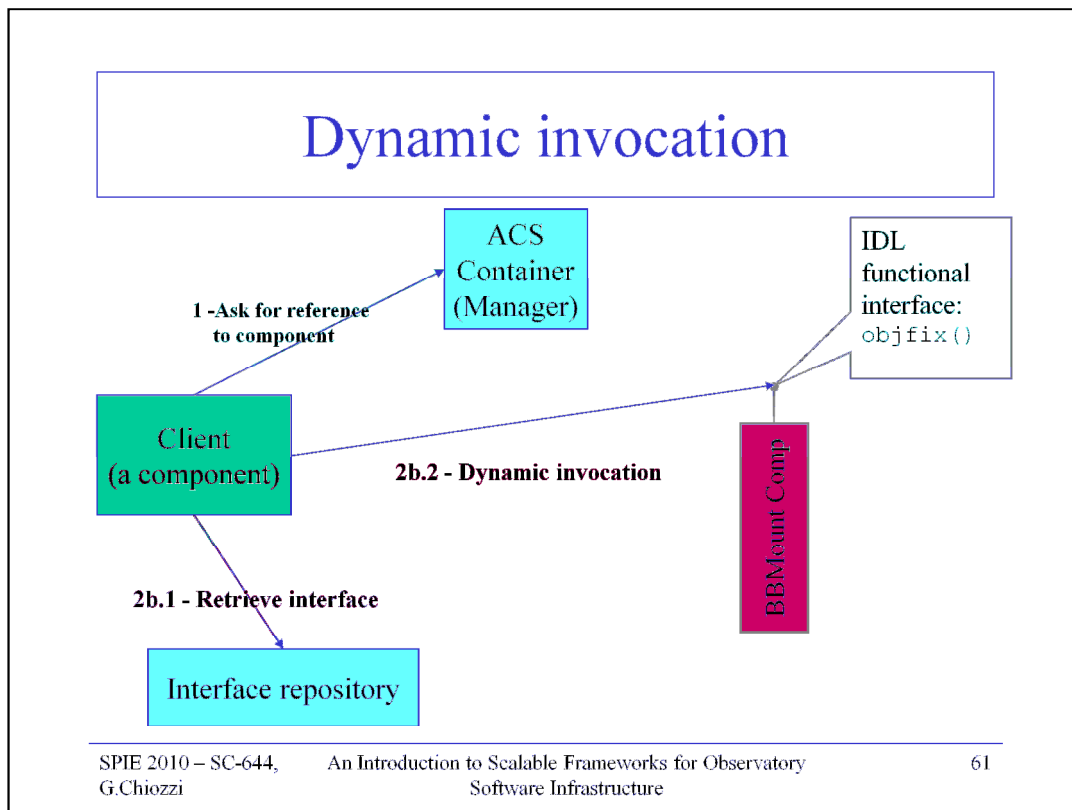 Dynamic invocation
ACS
Container
(Manager)
IDL
functional
interface:
objfix()
1 -Ask for reference
to component
Client
(a component)
2b.2 - Dynamic invocation
BBMount Comp
2b.1 - Retrieve interface
Interface repository
SPIE 2010 – SC-644,
G.Chiozzi
An Introduction to Scalable Frameworks for Observatory
Software Infrastructure
61